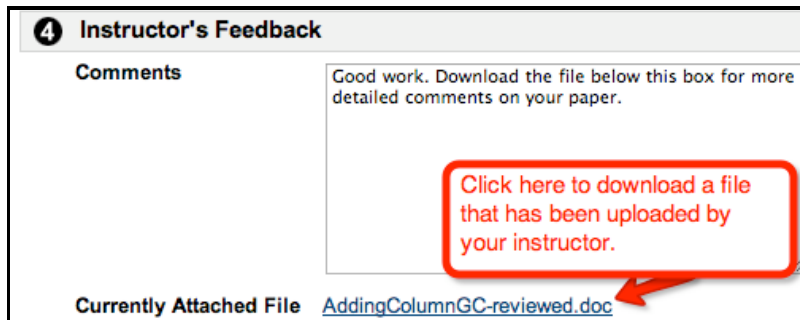 4 Instructor's Feedback
Comments
Good work. Download the file below this box for more
detailed comments on your paper.
Click here to download a file
that has been uploaded by
your instructor.
Currently Attached File AddingColumnGC-reviewed.doc